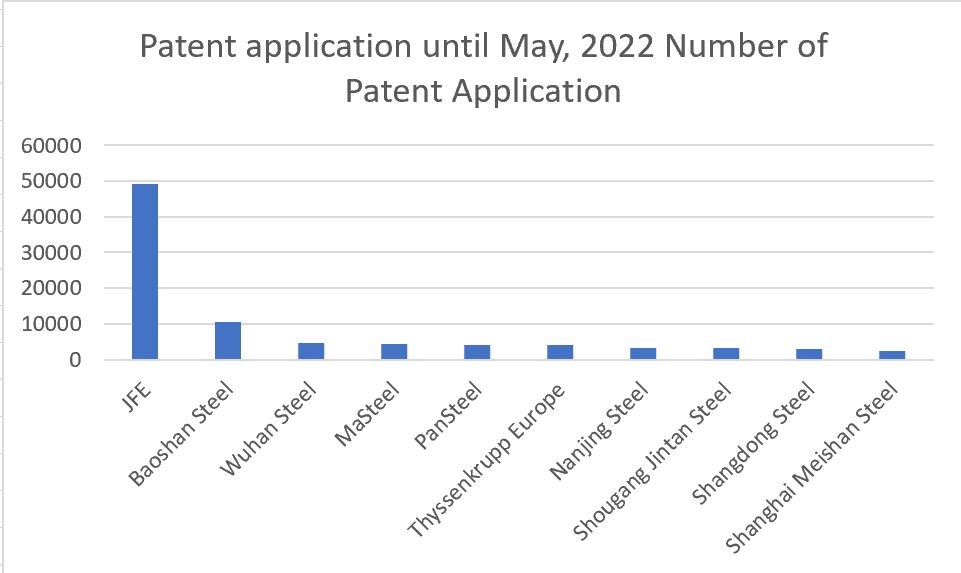 Patent application until May, 2022 Number of
Patent Application
60000
50000
40000
30000
20000
10000
0
JFE
Baoshan Steel
Wuhan Steel
MaSteel
PanSteel
Thyssenkrupp Europe
Nanjing Steel
Shougang Jintan Steel
Shangdong Steel
Shanghai Meishan Steel